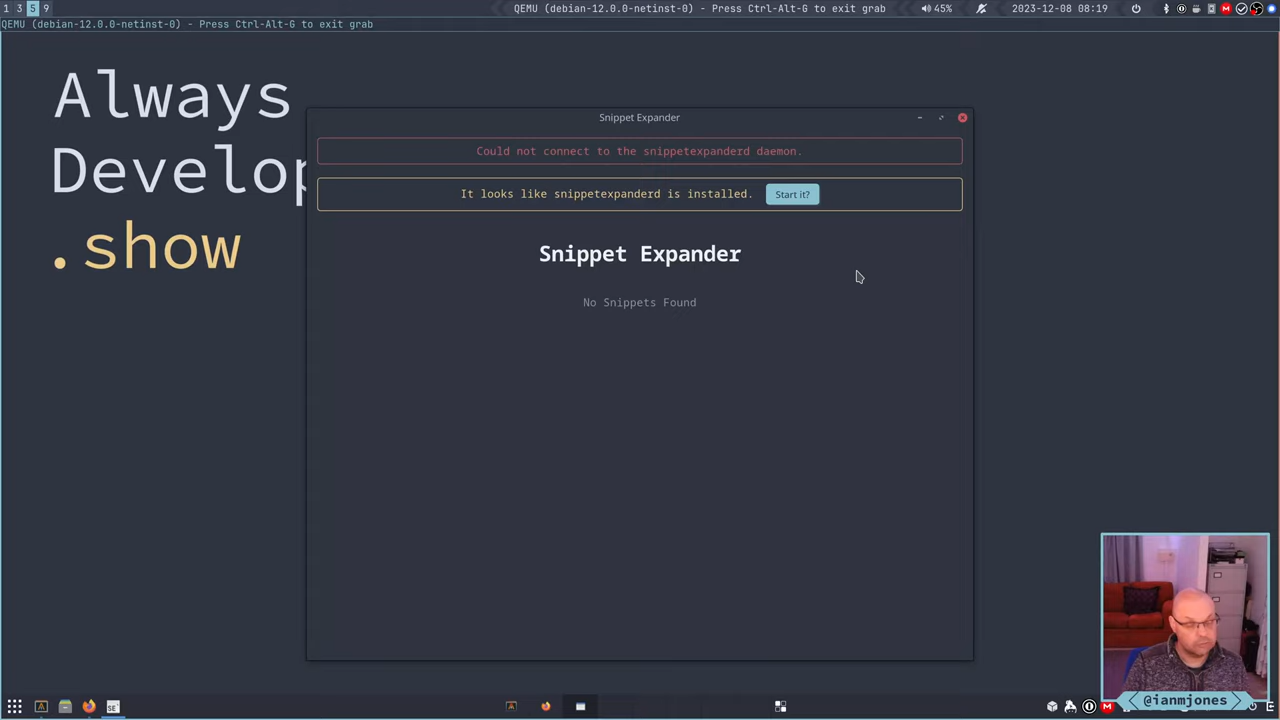 1 3 5 9
QEMU (debian-12.0.0-netinst-0) - Press Ctrl-Alt-G to exit grab
45%
2023-12-08 08:19
QEMU (debian-12.0.0-netinst-0) - Press Ctrl-Alt-G to exit grab
Always
Develop
.show
Snippet Expander
Could not connect to the snippetexpanderd daemon.
It looks like snippetexpanderd is installed. Start it?
Snippet Expander
No Snippets Found
SE
@ianmjones